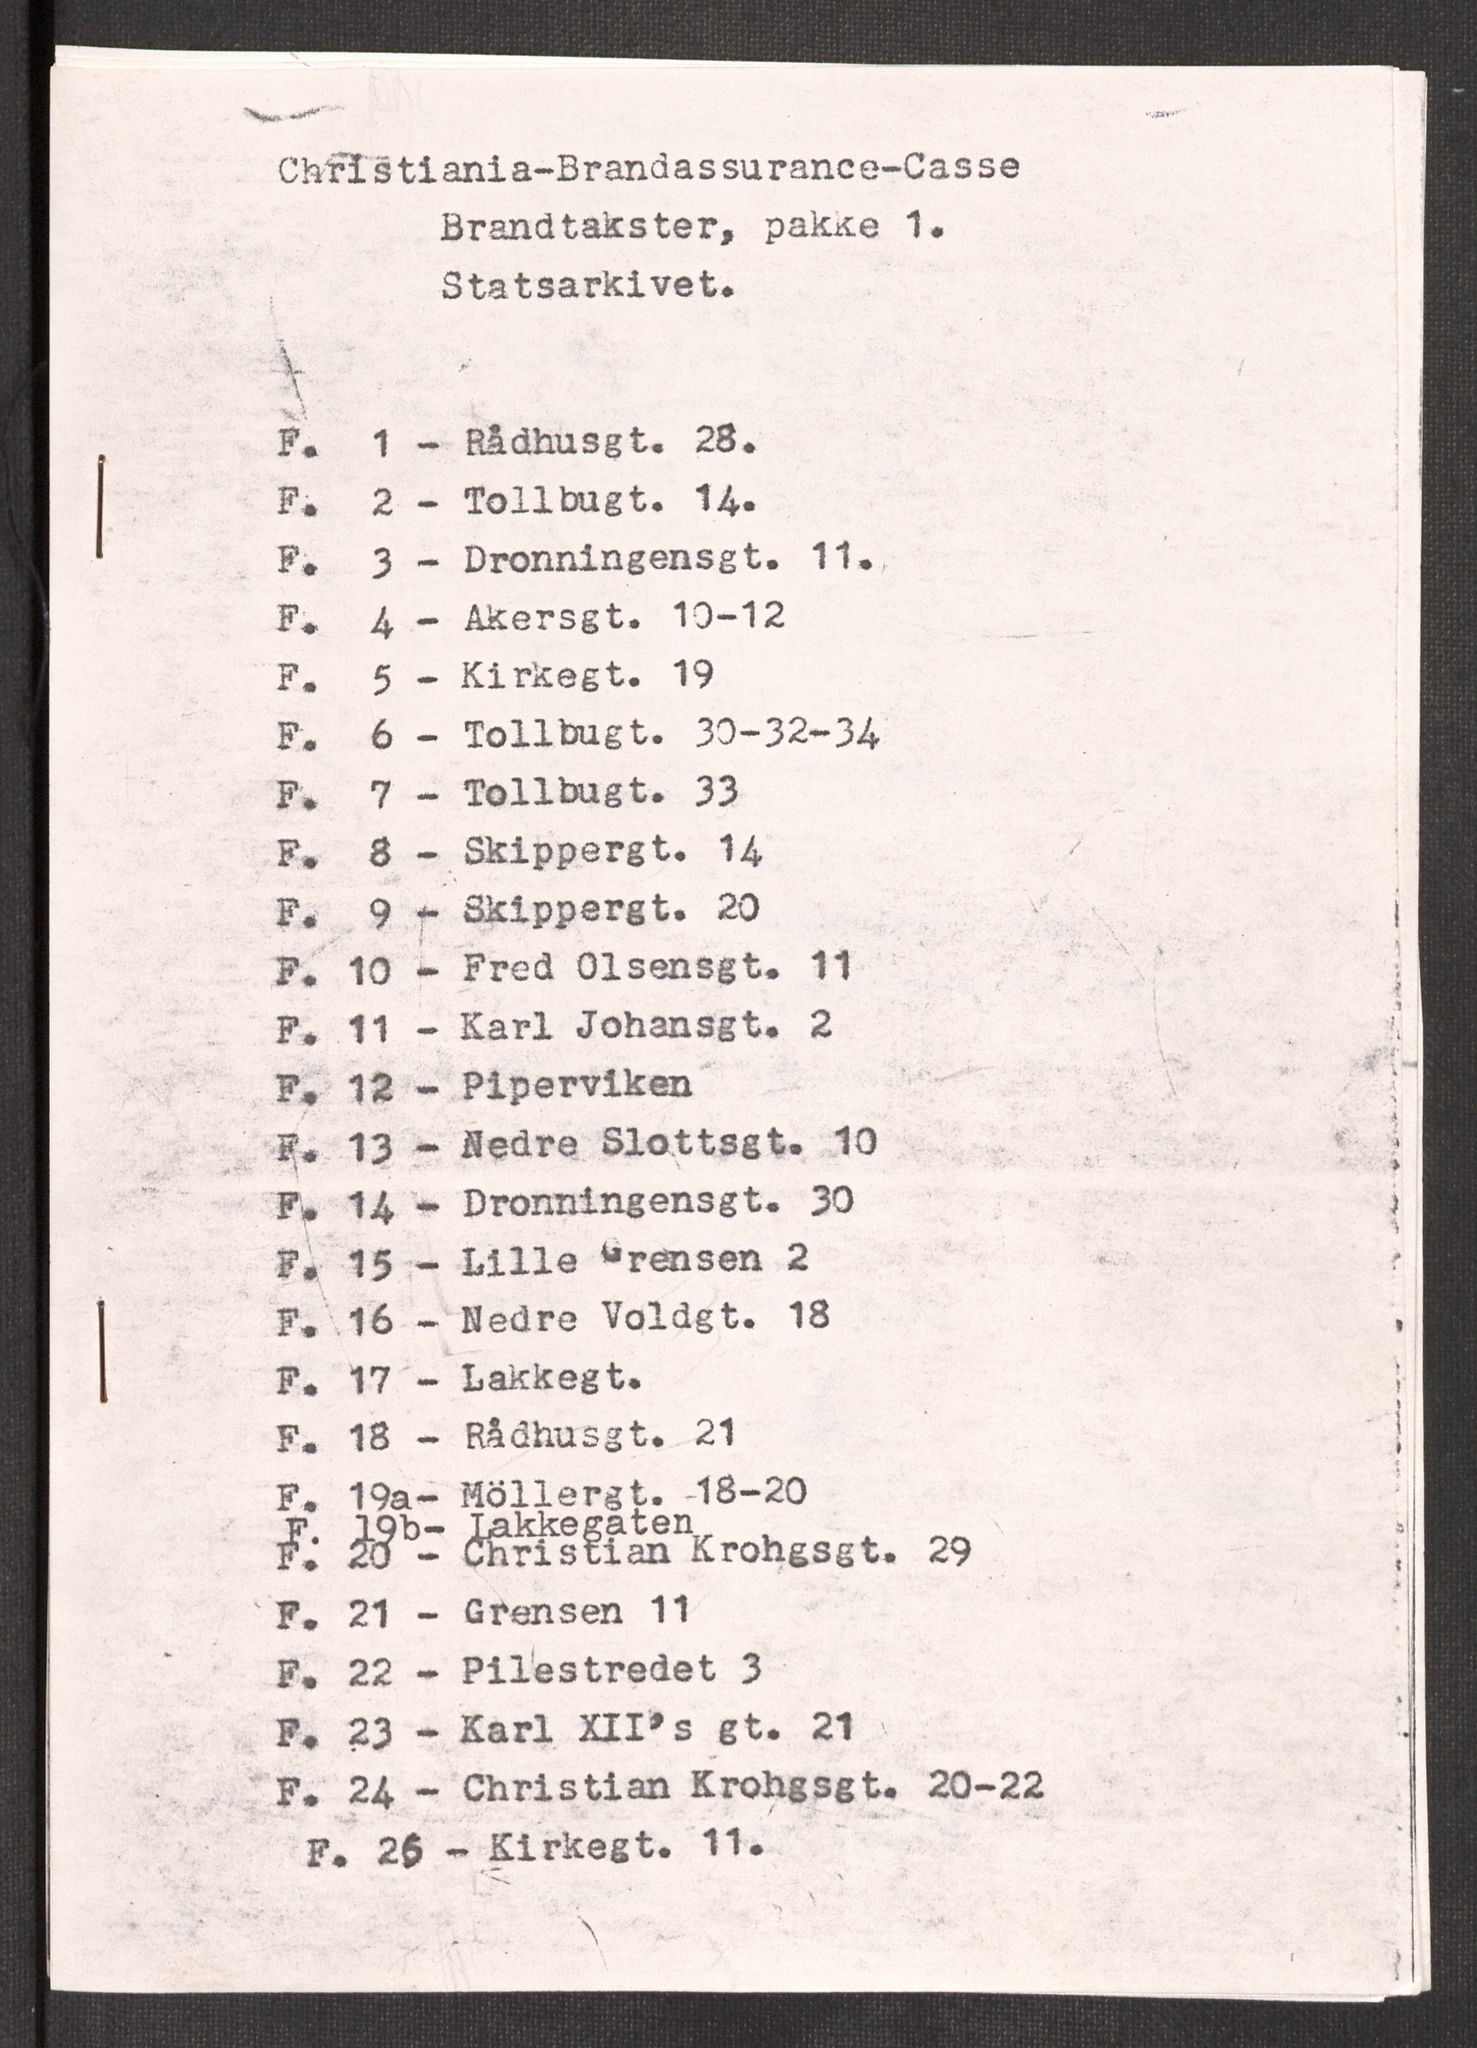 Christiania-Brandassurance-Casse
Brandtakster, pakke 1.
Statsarkivet.
F. 1 - Rådhusgt. 28.
F. 2 - Tollbugt. 14.
F. 3 - Dronningensgt. 11.
F. 4 - Akersgt. 10-12
F. 5 - Kirkegt. 19
F. 6 - Tollbugt. 30-32-34
F. 7 - Tollbugt. 33
F. 8 - Skippergt. 14
F. 9 - Skippergt. 20
F. 10 - Fred Olsensgt. 11
F. 11 - Karl Johansgt. 2
F. 12 - Piperviken
F. 13 - Nedre Slottsgt. 10
F. 14 - Dronningensgt. 30
F. 15 - Lille Grensen 2
F. 16 - Nedre Voldgt. 18
F. 17 - Lakkegt.
F. 18 - Rådhusgt. 21
F. 19a- Möllergt. 18-20
F. 19b- Lakkegaten
F. 20 - Christian Krohgsgt. 29
F. 21 - Grensen 11
F. 22 - Pilestredet 3
F. 23 - Karl XII's gt. 21
F. 24 - Christian Krohgsgt. 20-22
F. - Kirkegt. 11.